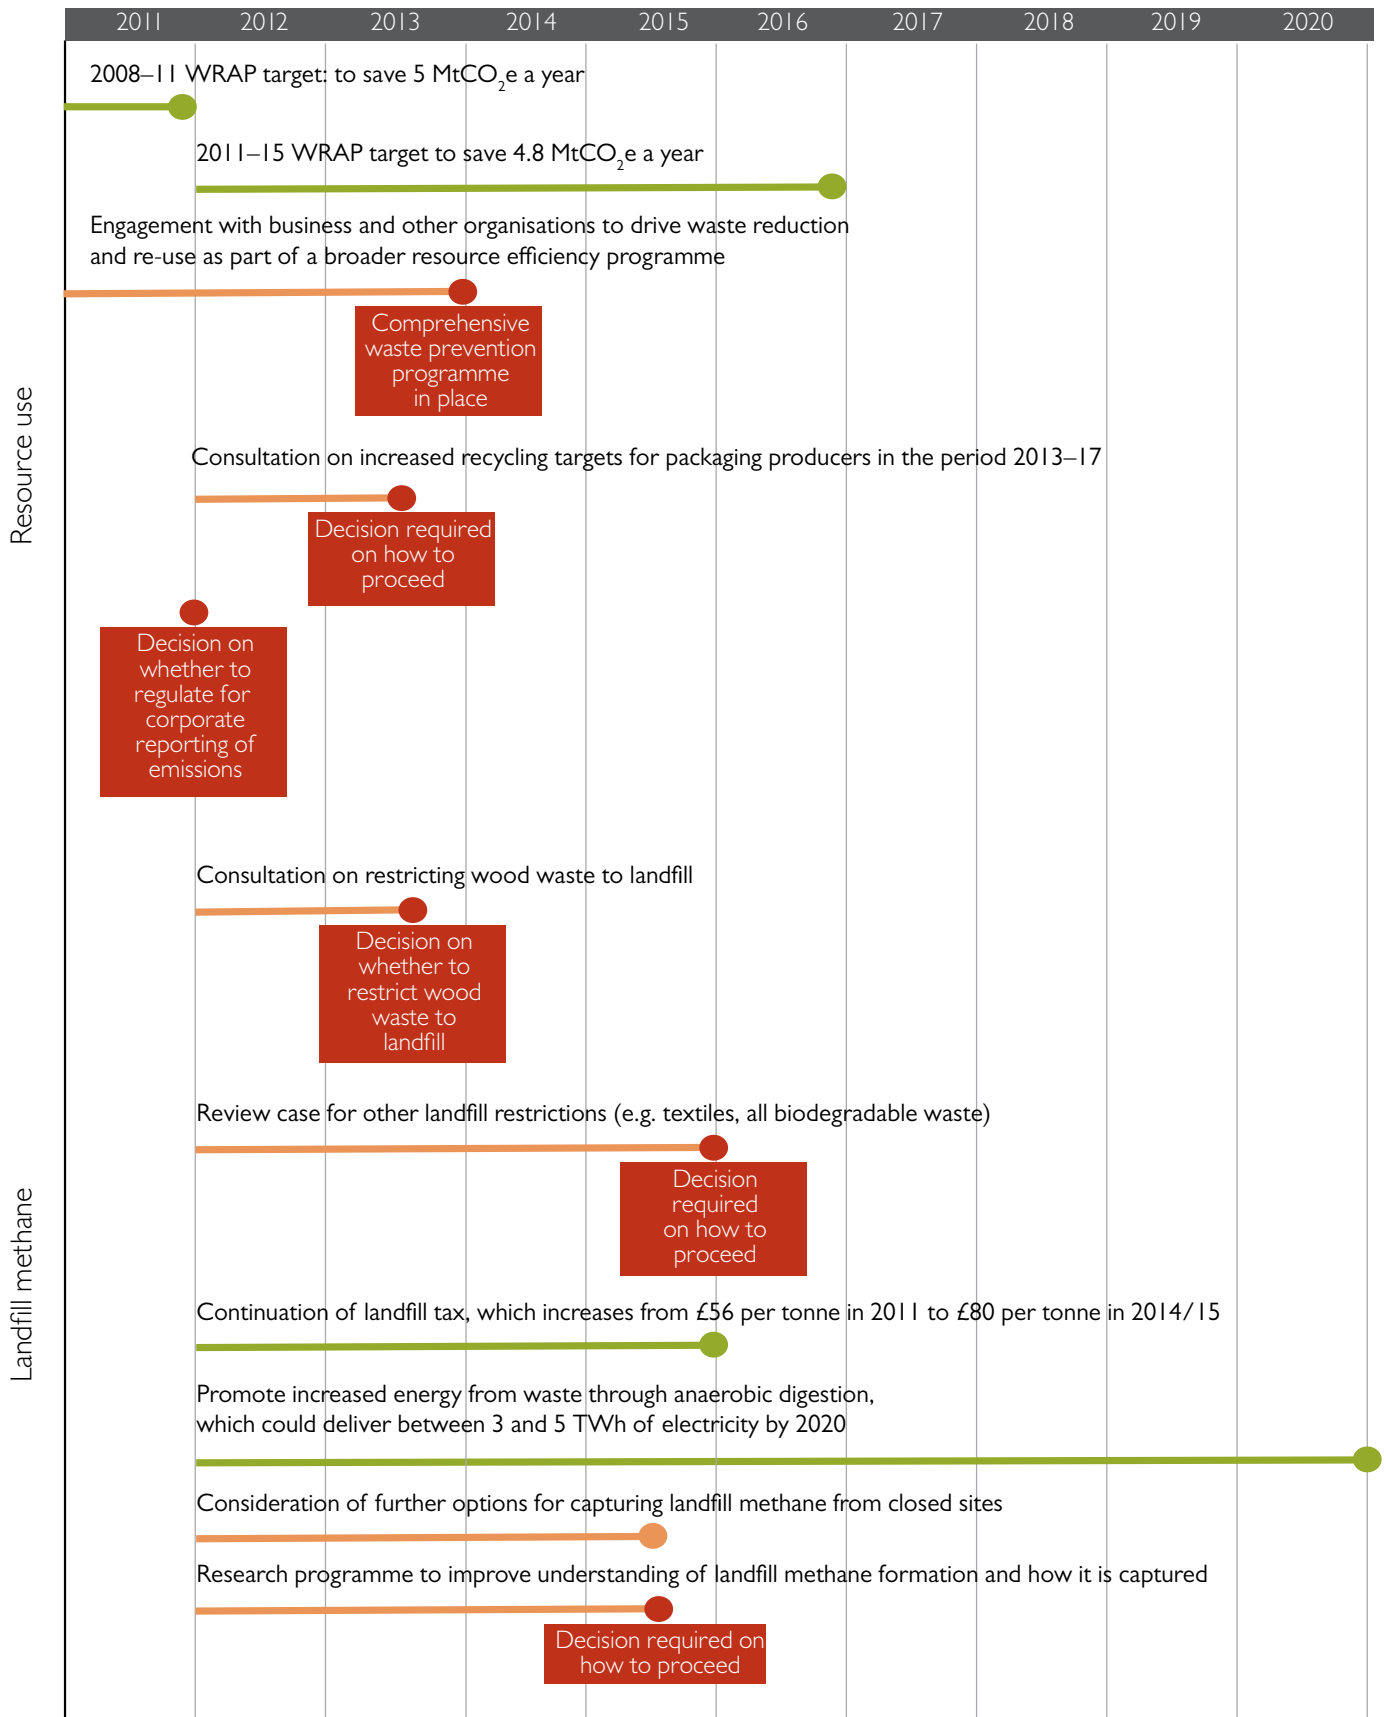 2011 2012 2013 2014 2015 2016 2017 2018 2019 2020
2008–11 WRAP target: to save 5 MtCO₂e a year
2011–15 WRAP target to save 4.8 MtCO₂e a year
Engagement with business and other organisations to drive waste reduction
and re-use as part of a broader resource efficiency programme
Comprehensive
waste prevention
programme
in place
Resource use
Consultation on increased recycling targets for packaging producers in the period 2013–17
Decision required
on how to
proceed
Decision on
whether to
regulate for
corporate
reporting of
emissions
Consultation on restricting wood waste to landfill
Decision on
whether to
restrict wood
waste to
landfill
Review case for other landfill restrictions (e.g. textiles, all biodegradable waste)
Decision
required
on how to
proceed
Landfill methane
Continuation of landfill tax, which increases from £56 per tonne in 2011 to £80 per tonne in 2014/15
Promote increased energy from waste through anaerobic digestion,
which could deliver between 3 and 5 TWh of electricity by 2020
Consideration of further options for capturing landfill methane from closed sites
Research programme to improve understanding of landfill methane formation and how it is captured
Decision required on
how to proceed